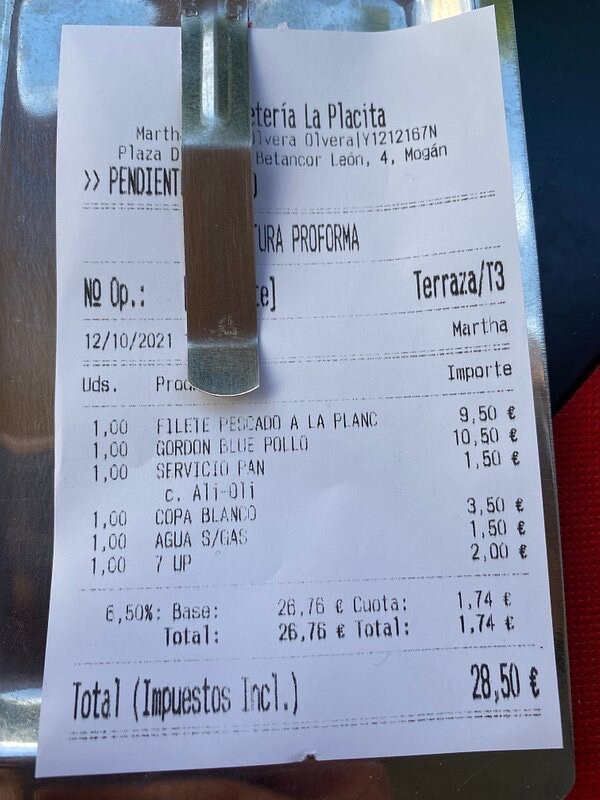 etería La Placita
Martha Olvera Olvera|Y1212167N
Plaza D Betancor León, 4, Mogán
>> PENDIENT )
TURA PROFORMA
Nº Op.: te] Terraza/T3
12/10/2021 Martha
Uds. Prod Importe
1,00 FILETE PESCADO A LA PLANC 9,50 €
1,00 GORDON BLUE POLLO 10,50 €
1,00 SERVICIO PAN 1,50 €
c. Ali-Oli
1,00 COPA BLANCO 3,50 €
1,00 AGUA S/GAS 1,50 €
1,00 7 UP 2,00 €
6,50%: Base: 26,76 € Cuota: 1,74 €
Total: 26,76 € Total: 1,74 €
Total (Impuestos Incl.) 28,50 €